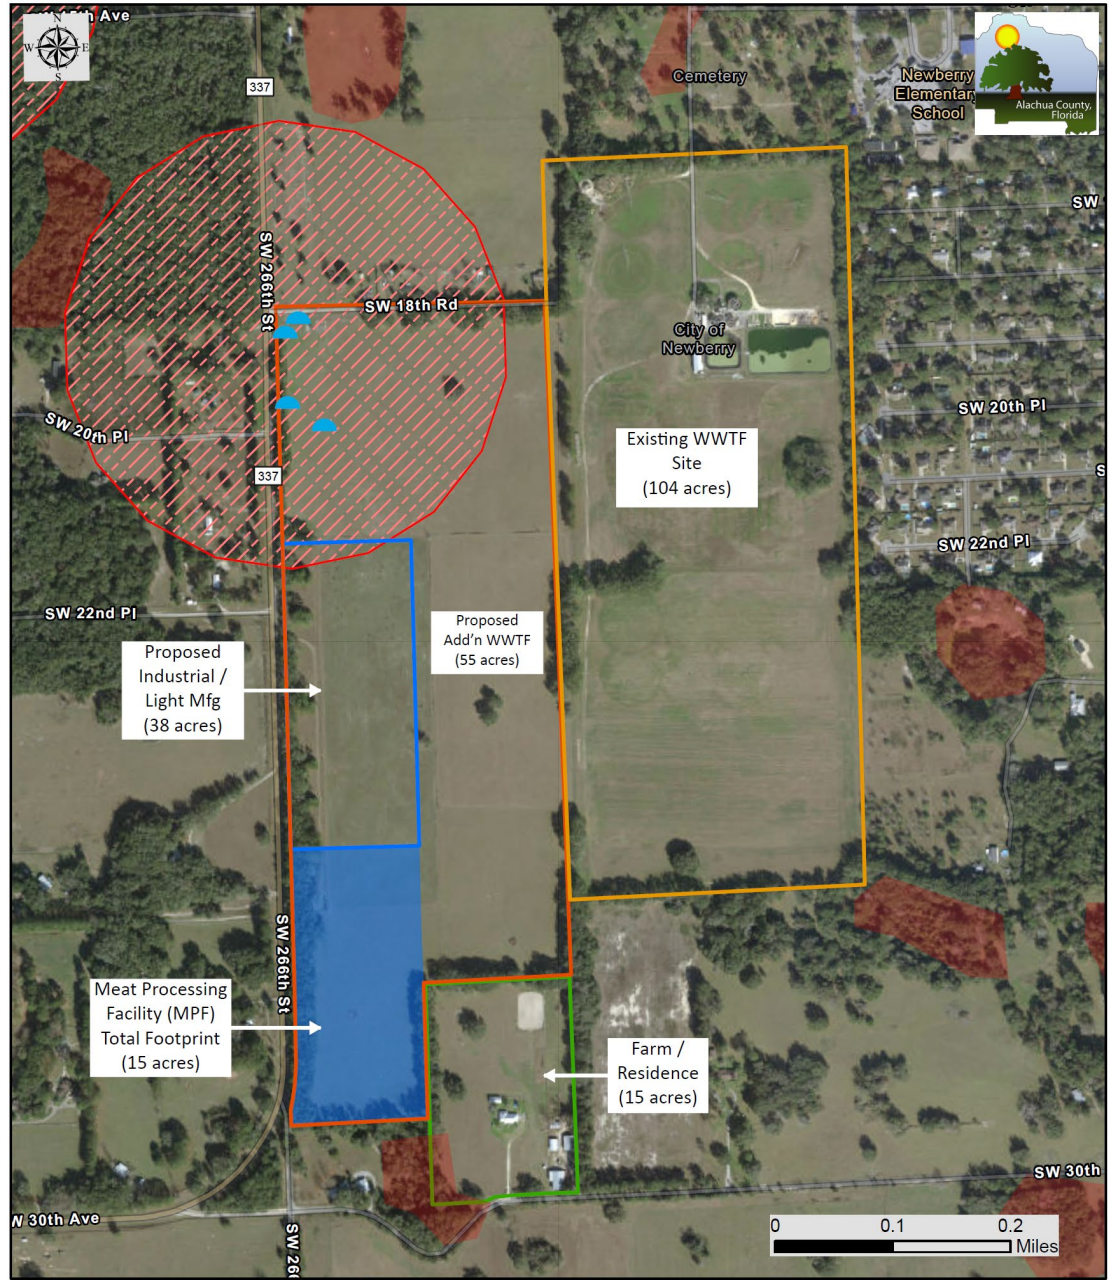 5th Ave
N
W
E
S
337
Cemetery
Newberry
Elementary
School
Alachua County,
Florida
SW
SW 266th St
SW 18th Rd
City of
Newberry
SW 20th Pl
SW 20th Pl
Existing WWTF
Site
(104 acres)
337
S
SW 22nd Pl
SW 22nd Pl
Proposed
Add'n WWTF
(55 acres)
Proposed
Industrial /
Light Mfg
(38 acres)
SW 266th St
Meat Processing
Facility (MPF)
Total Footprint
(15 acres)
Farm /
Residence
(15 acres)
SW 30th
W 30th Ave
SW 26
0
0.1
0.2
Miles